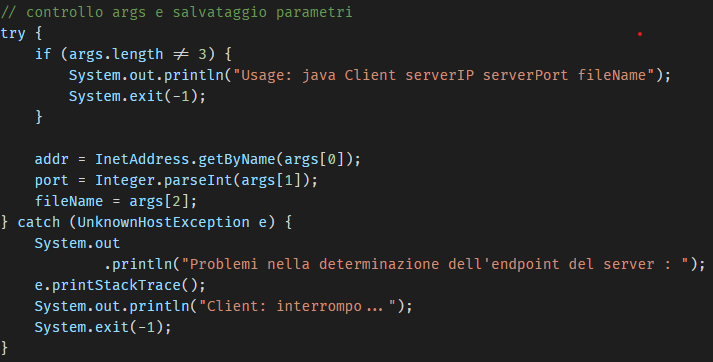 // controllo args e salvataggio parametri
try {
    if (args.length != 3) {
        System.out.println("Usage: java Client serverIP serverPort fileName");
        System.exit(-1);
    }

    addr = InetAddress.getByName(args[0]);
    port = Integer.parseInt(args[1]);
    fileName = args[2];
} catch (UnknownHostException e) {
    System.out
            .println("Problemi nella determinazione dell'endpoint del server : ");
    e.printStackTrace();
    System.out.println("Client: interrompo...");
    System.exit(-1);
}